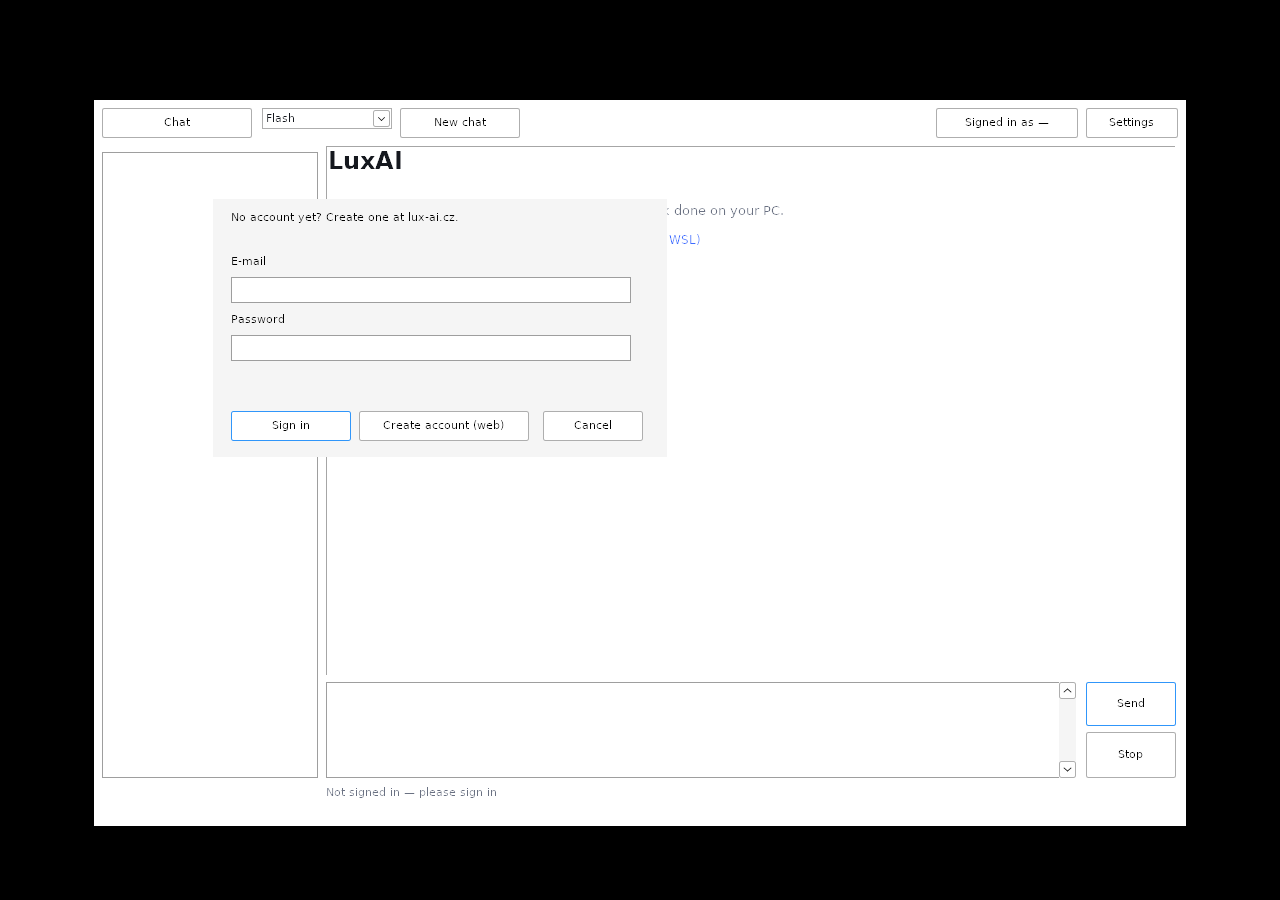 Chat
Flash
New chat
Signed in as —
Settings
LuxAI
No account yet? Create one at lux-ai.cz.
done on your PC.
WSL)
E-mail
Password
Sign in
Create account (web)
Cancel
Send
Stop
Not signed in — please sign in